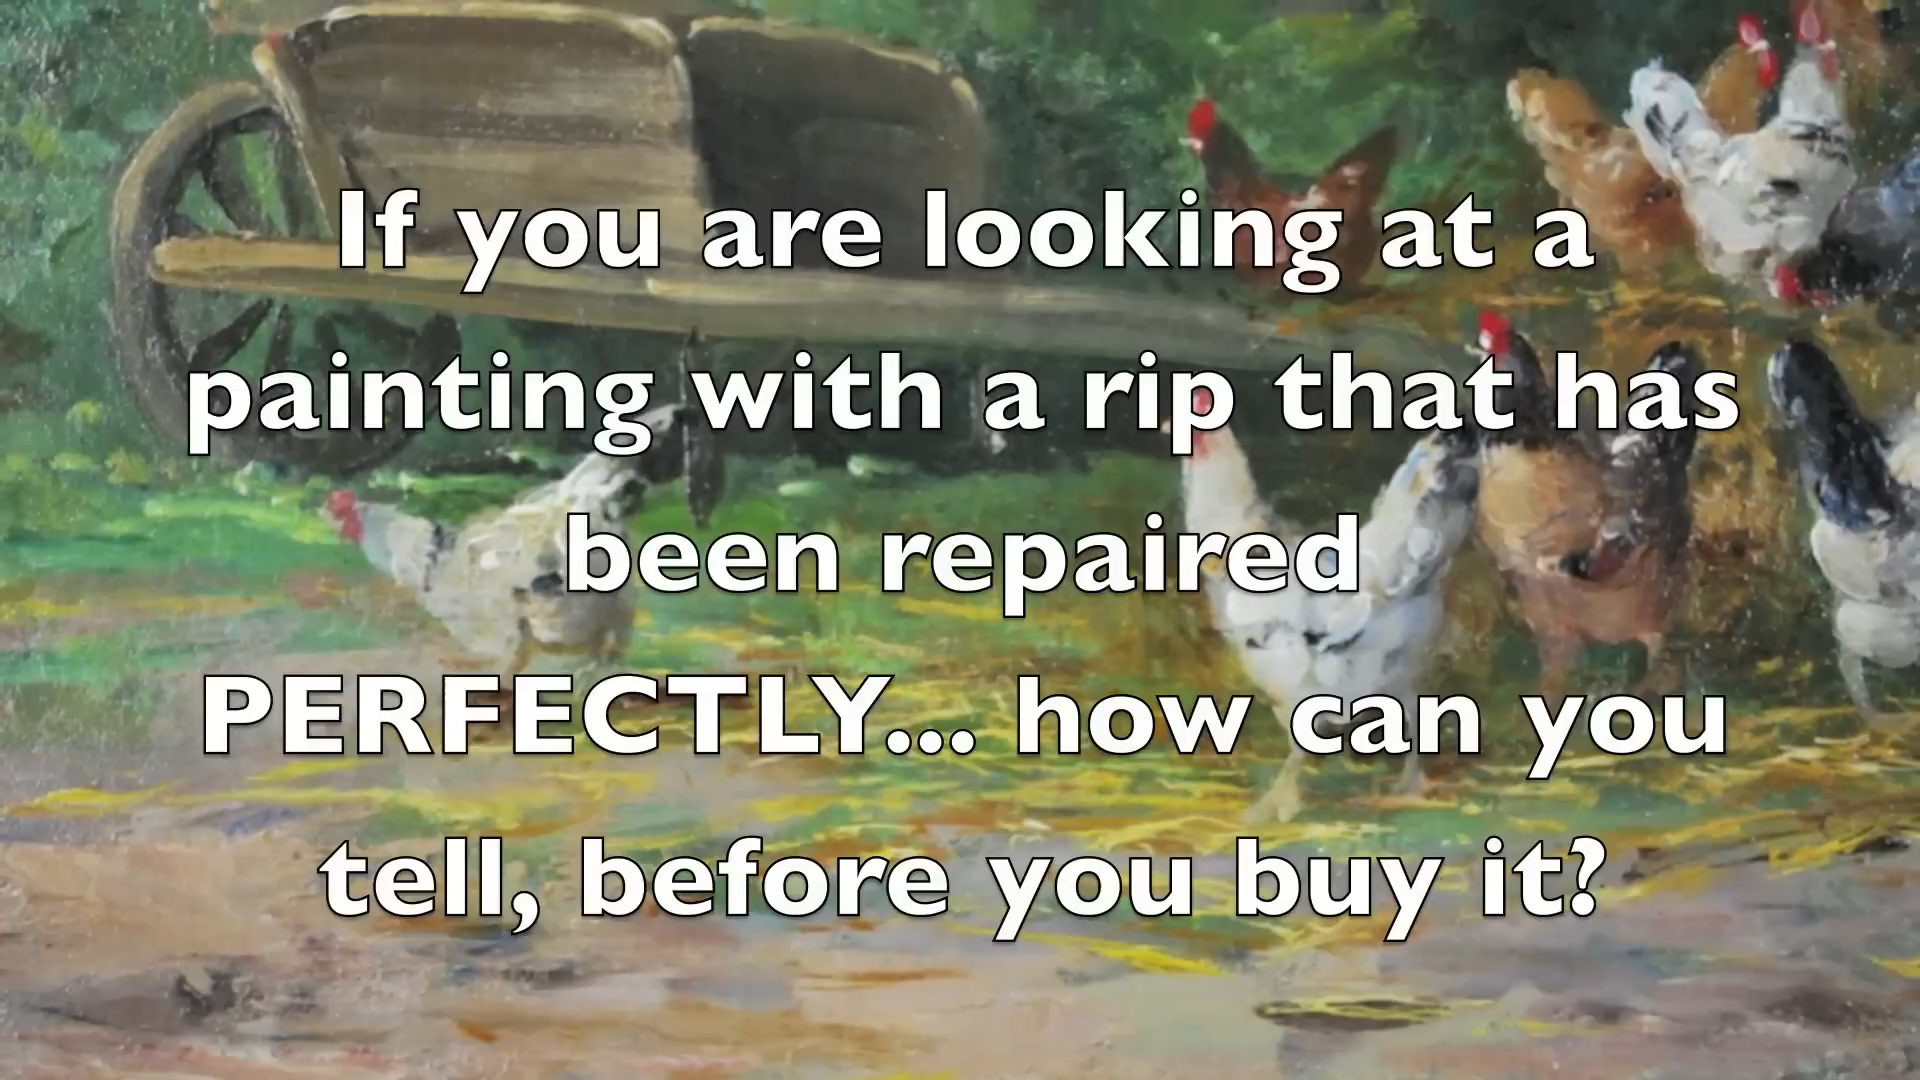 If you are looking at a
painting with a rip that has
been repaired
PERFECTLY... how can you
tell, before you buy it?